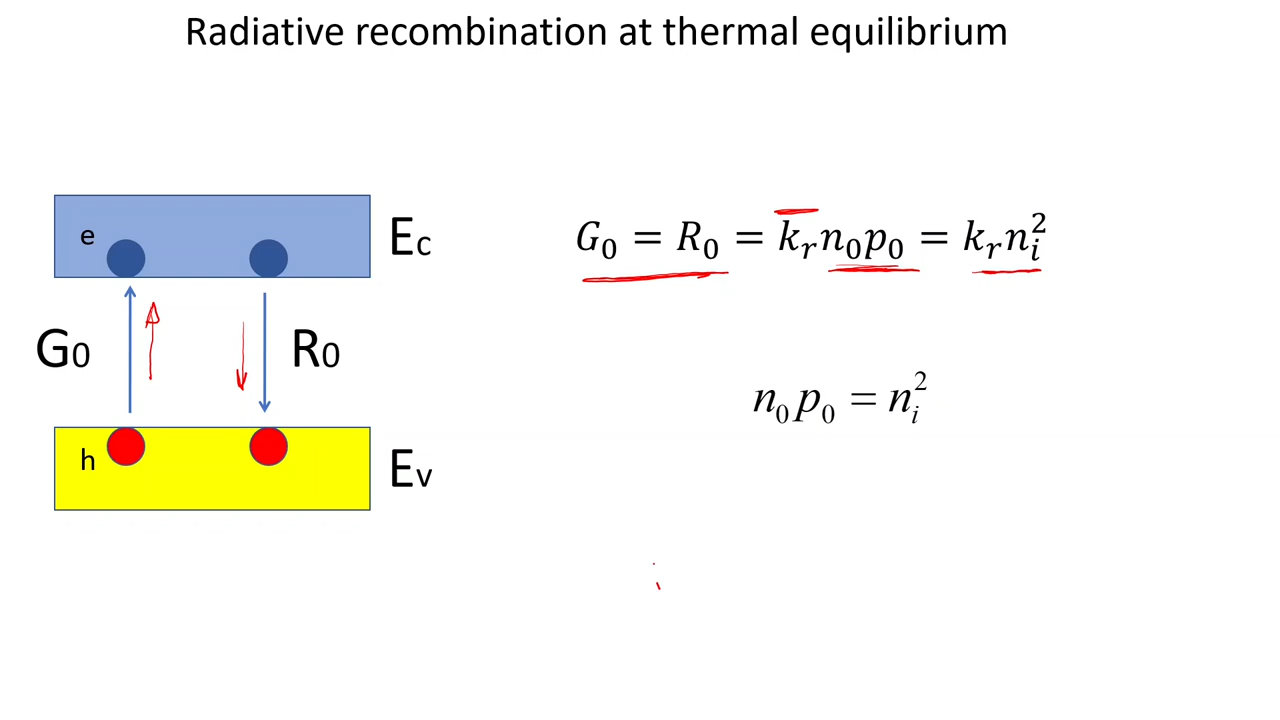 Radiative recombination at thermal equilibrium
e
Ec
G₀ = R₀ = kᵣn₀p₀ = kᵣnᵢ²
G0
R0
n₀p₀ = nᵢ²
h
Ev